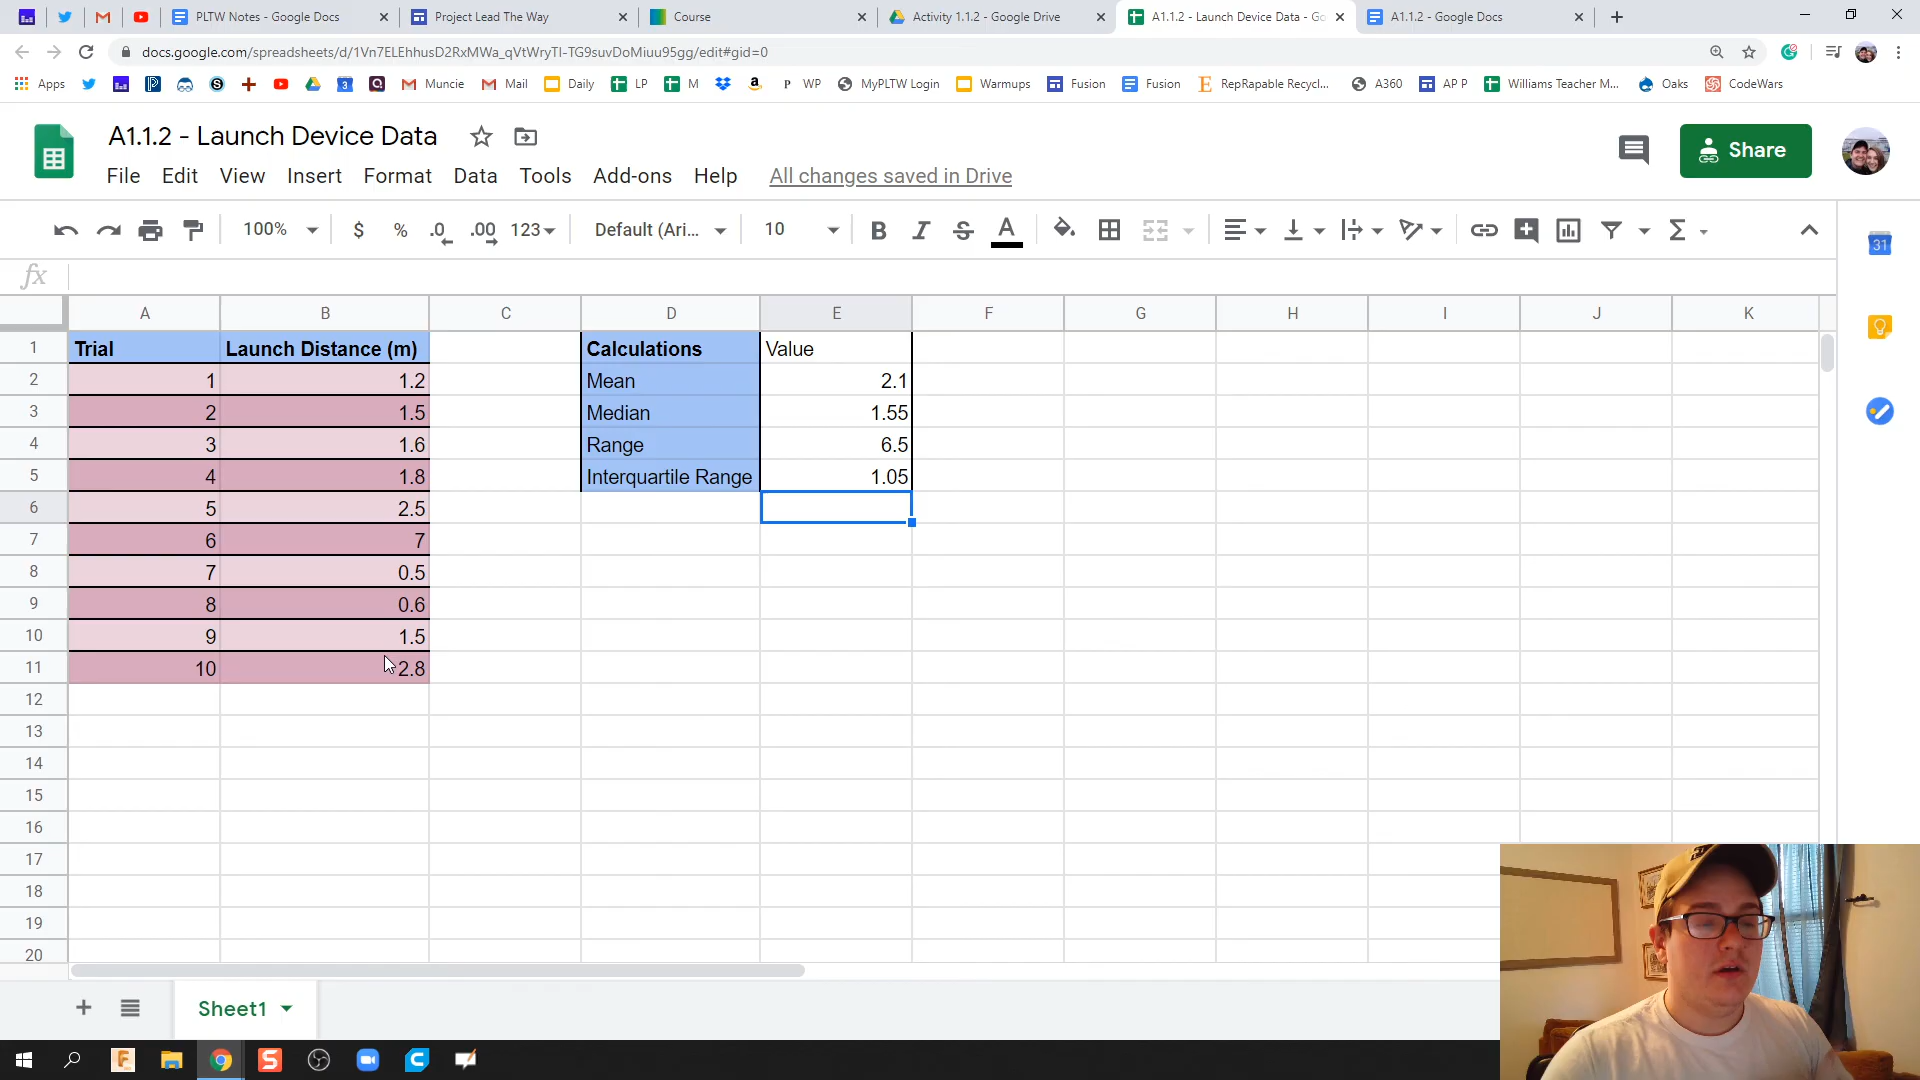 PLTW Notes - Google Docs
Project Lead The Way
Course
Activity 1.1.2 - Google Drive
A1.1.2 - Launch Device Data - Go
A1.1.2 - Google Docs
docs.google.com/spreadsheets/d/1Vn7ELEhhusD2RxMWa_qVtWryTI-TG9suvDoMiuu95gg/edit#gid=0
Apps
Muncie
Mail
Daily
LP
M
WP
MyPLTW Login
Warmups
Fusion
Fusion
RepRapable Recycl...
A360
AP P
Williams Teacher M...
Oaks
CodeWars
A1.1.2 - Launch Device Data
Share
File Edit View Insert Format Data Tools Add-ons Help All changes saved in Drive
100% $ % .0 .00 123 Default (Ari... 10 B I S A
31
fx
A B C D E F G H I J K
1 Trial Launch Distance (m) Calculations Value
2 1 1.2 Mean 2.1
3 2 1.5 Median 1.55
4 3 1.6 Range 6.5
5 4 1.8 Interquartile Range 1.05
6 5 2.5
7 6 7
8 7 0.5
9 8 0.6
10 9 1.5
11 10 2.8
12
13
14
15
16
17
18
19
20
Sheet1